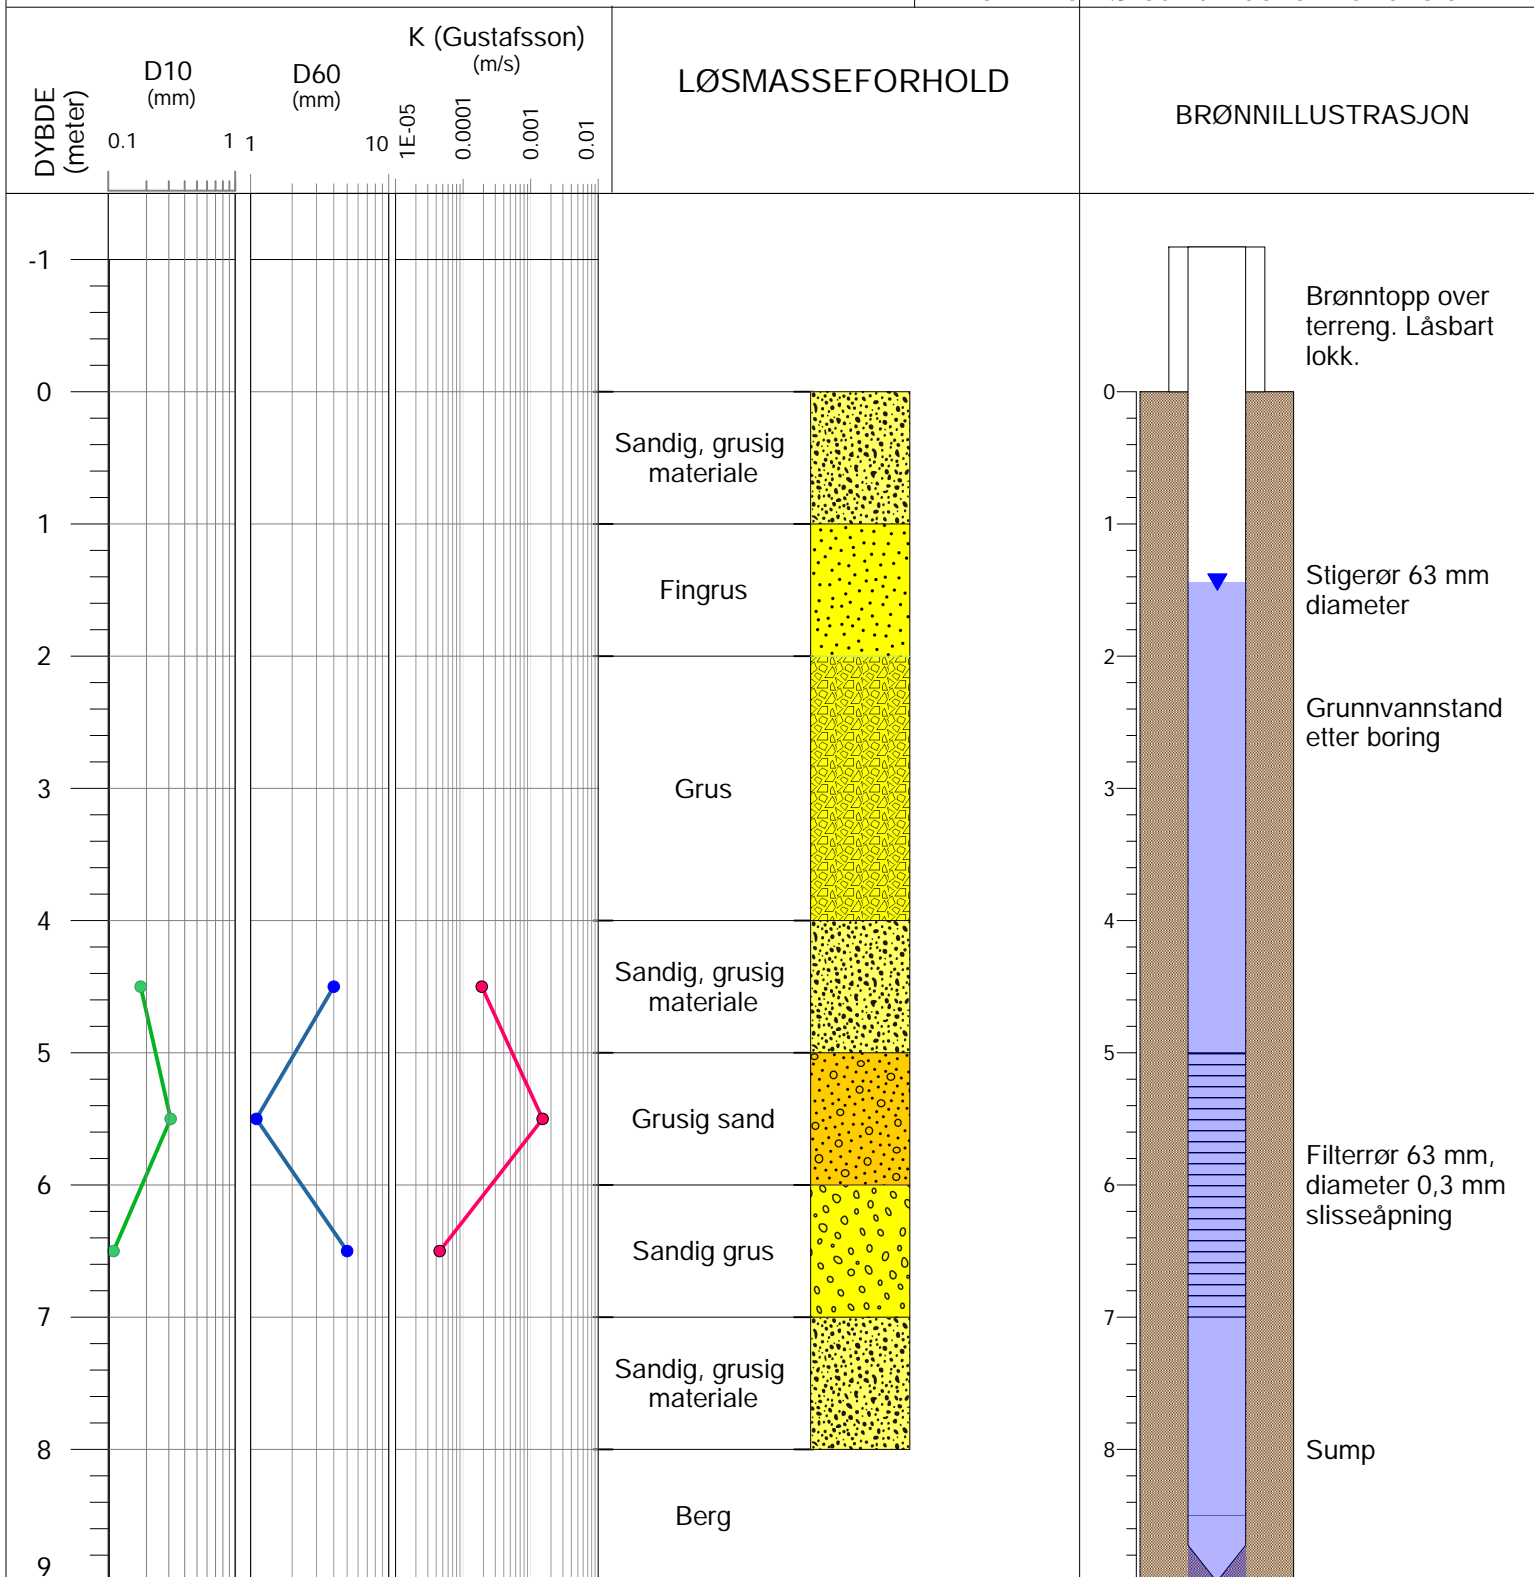 DYBDE
(meter)
D10
(mm)
0.1 1
D60
(mm)
1 10
K (Gustafsson)
(m/s)
1E-05 0.0001 0.001 0.01
LØSMASSEFORHOLD
BRØNNILLUSTRASJON
-1
0
1
2
3
4
5
6
7
8
9
Sandig, grusig
materiale
Fingrus
Grus
Sandig, grusig
materiale
Grusig sand
Sandig grus
Sandig, grusig
materiale
Berg
0
1
2
3
4
5
6
7
8
Brønntopp over
terreng. Låsbart
lokk.
Stigerør 63 mm
diameter
Grunnvannstand
etter boring
Filterrør 63 mm,
diameter 0,3 mm
slisseåpning
Sump